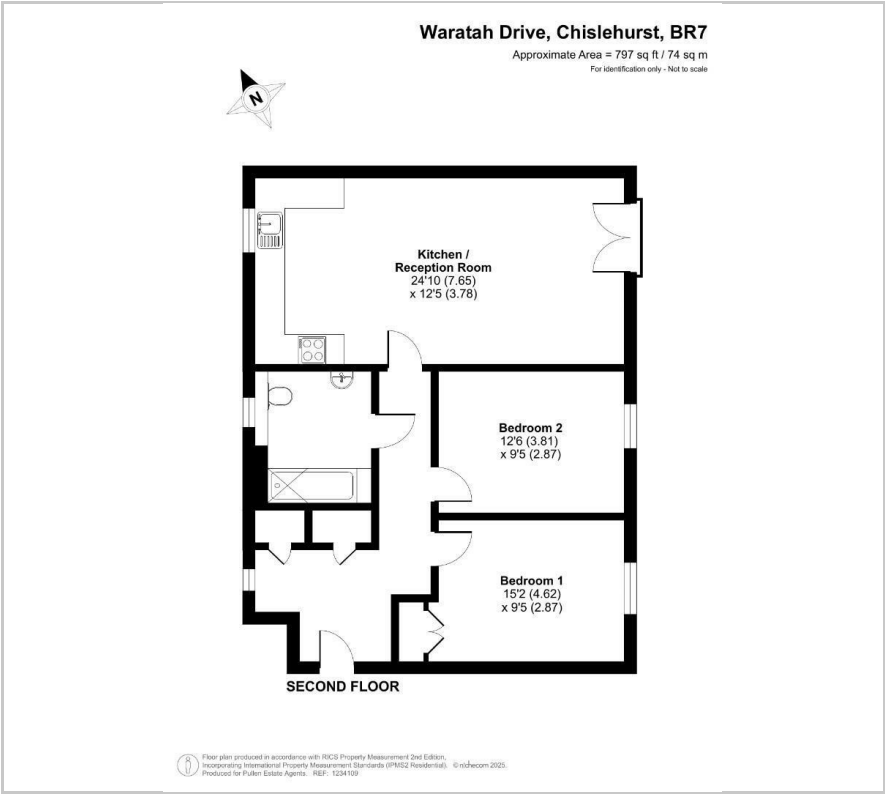 Waratah Drive, Chislehurst, BR7
Approximate Area = 797 sq ft / 74 sq m
For identification only - Not to scale
N
Kitchen /
Reception Room
24'10 (7.65)
x 12'5 (3.78)
Bedroom 2
12'6 (3.81)
x 9'5 (2.87)
Bedroom 1
15'2 (4.62)
x 9'5 (2.87)
SECOND FLOOR
Floor plan produced in accordance with RICS Property Measurement 2nd Edition,
Incorporating International Property Measurement Standards (IPMS2 Residential). © nichecom 2025.
Produced for Pullen Estate Agents. REF: 1234109